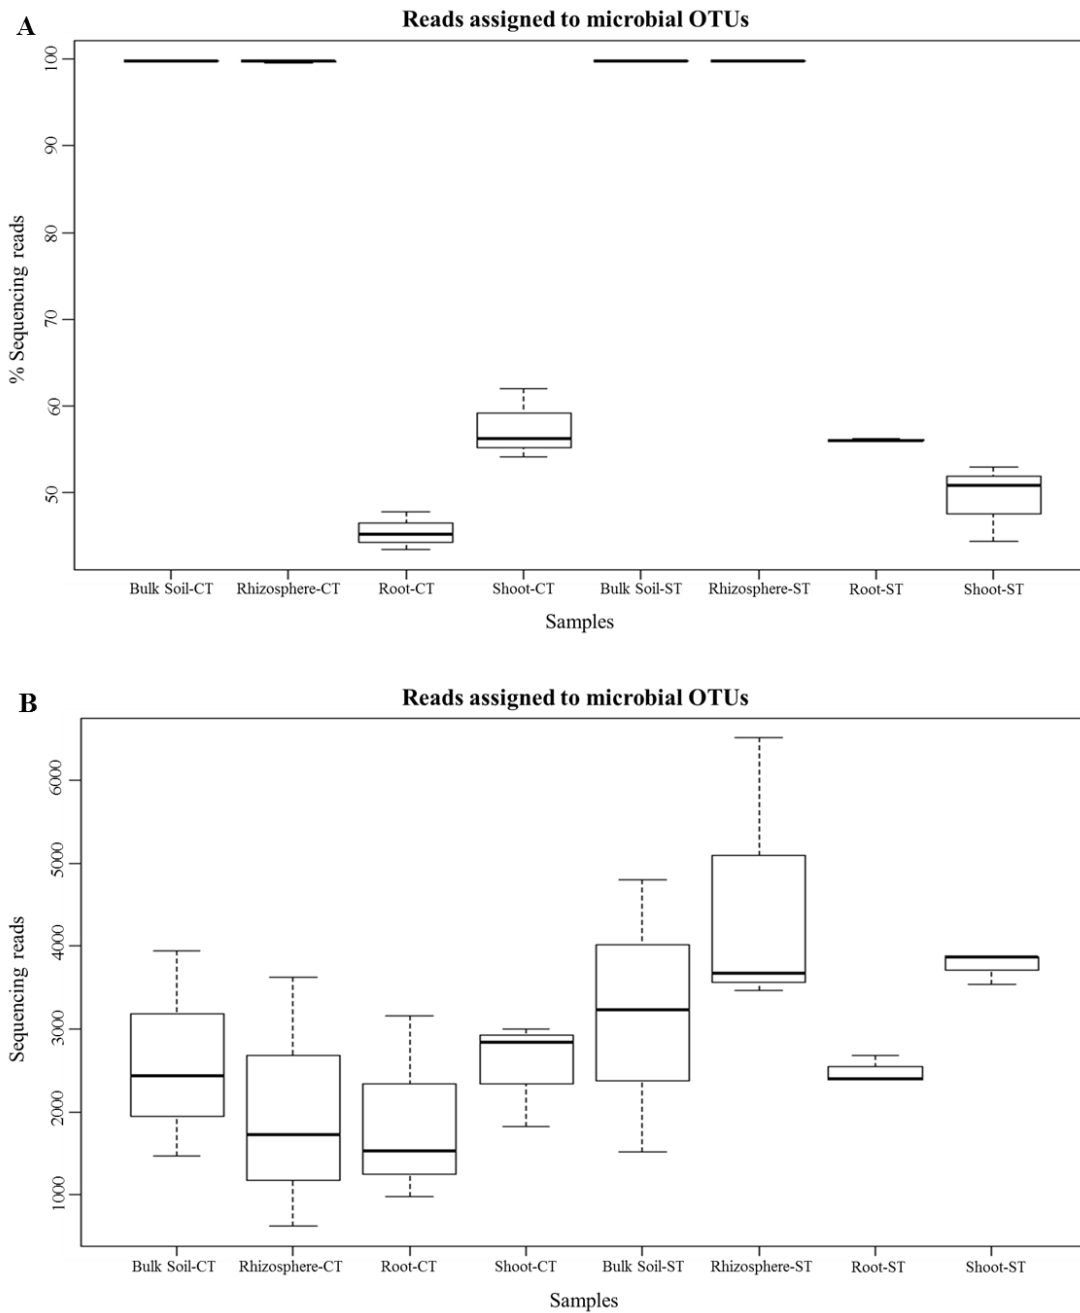 A
Reads assigned to microbial OTUs
% Sequencing reads
100
90
80
70
60
50
Bulk Soil-CT Rhizosphere-CT Root-CT Shoot-CT Bulk Soil-ST Rhizosphere-ST Root-ST Shoot-ST
Samples
B
Reads assigned to microbial OTUs
Sequencing reads
6000
5000
4000
3000
2000
1000
Bulk Soil-CT Rhizosphere-CT Root-CT Shoot-CT Bulk Soil-ST Rhizosphere-ST Root-ST Shoot-ST
Samples